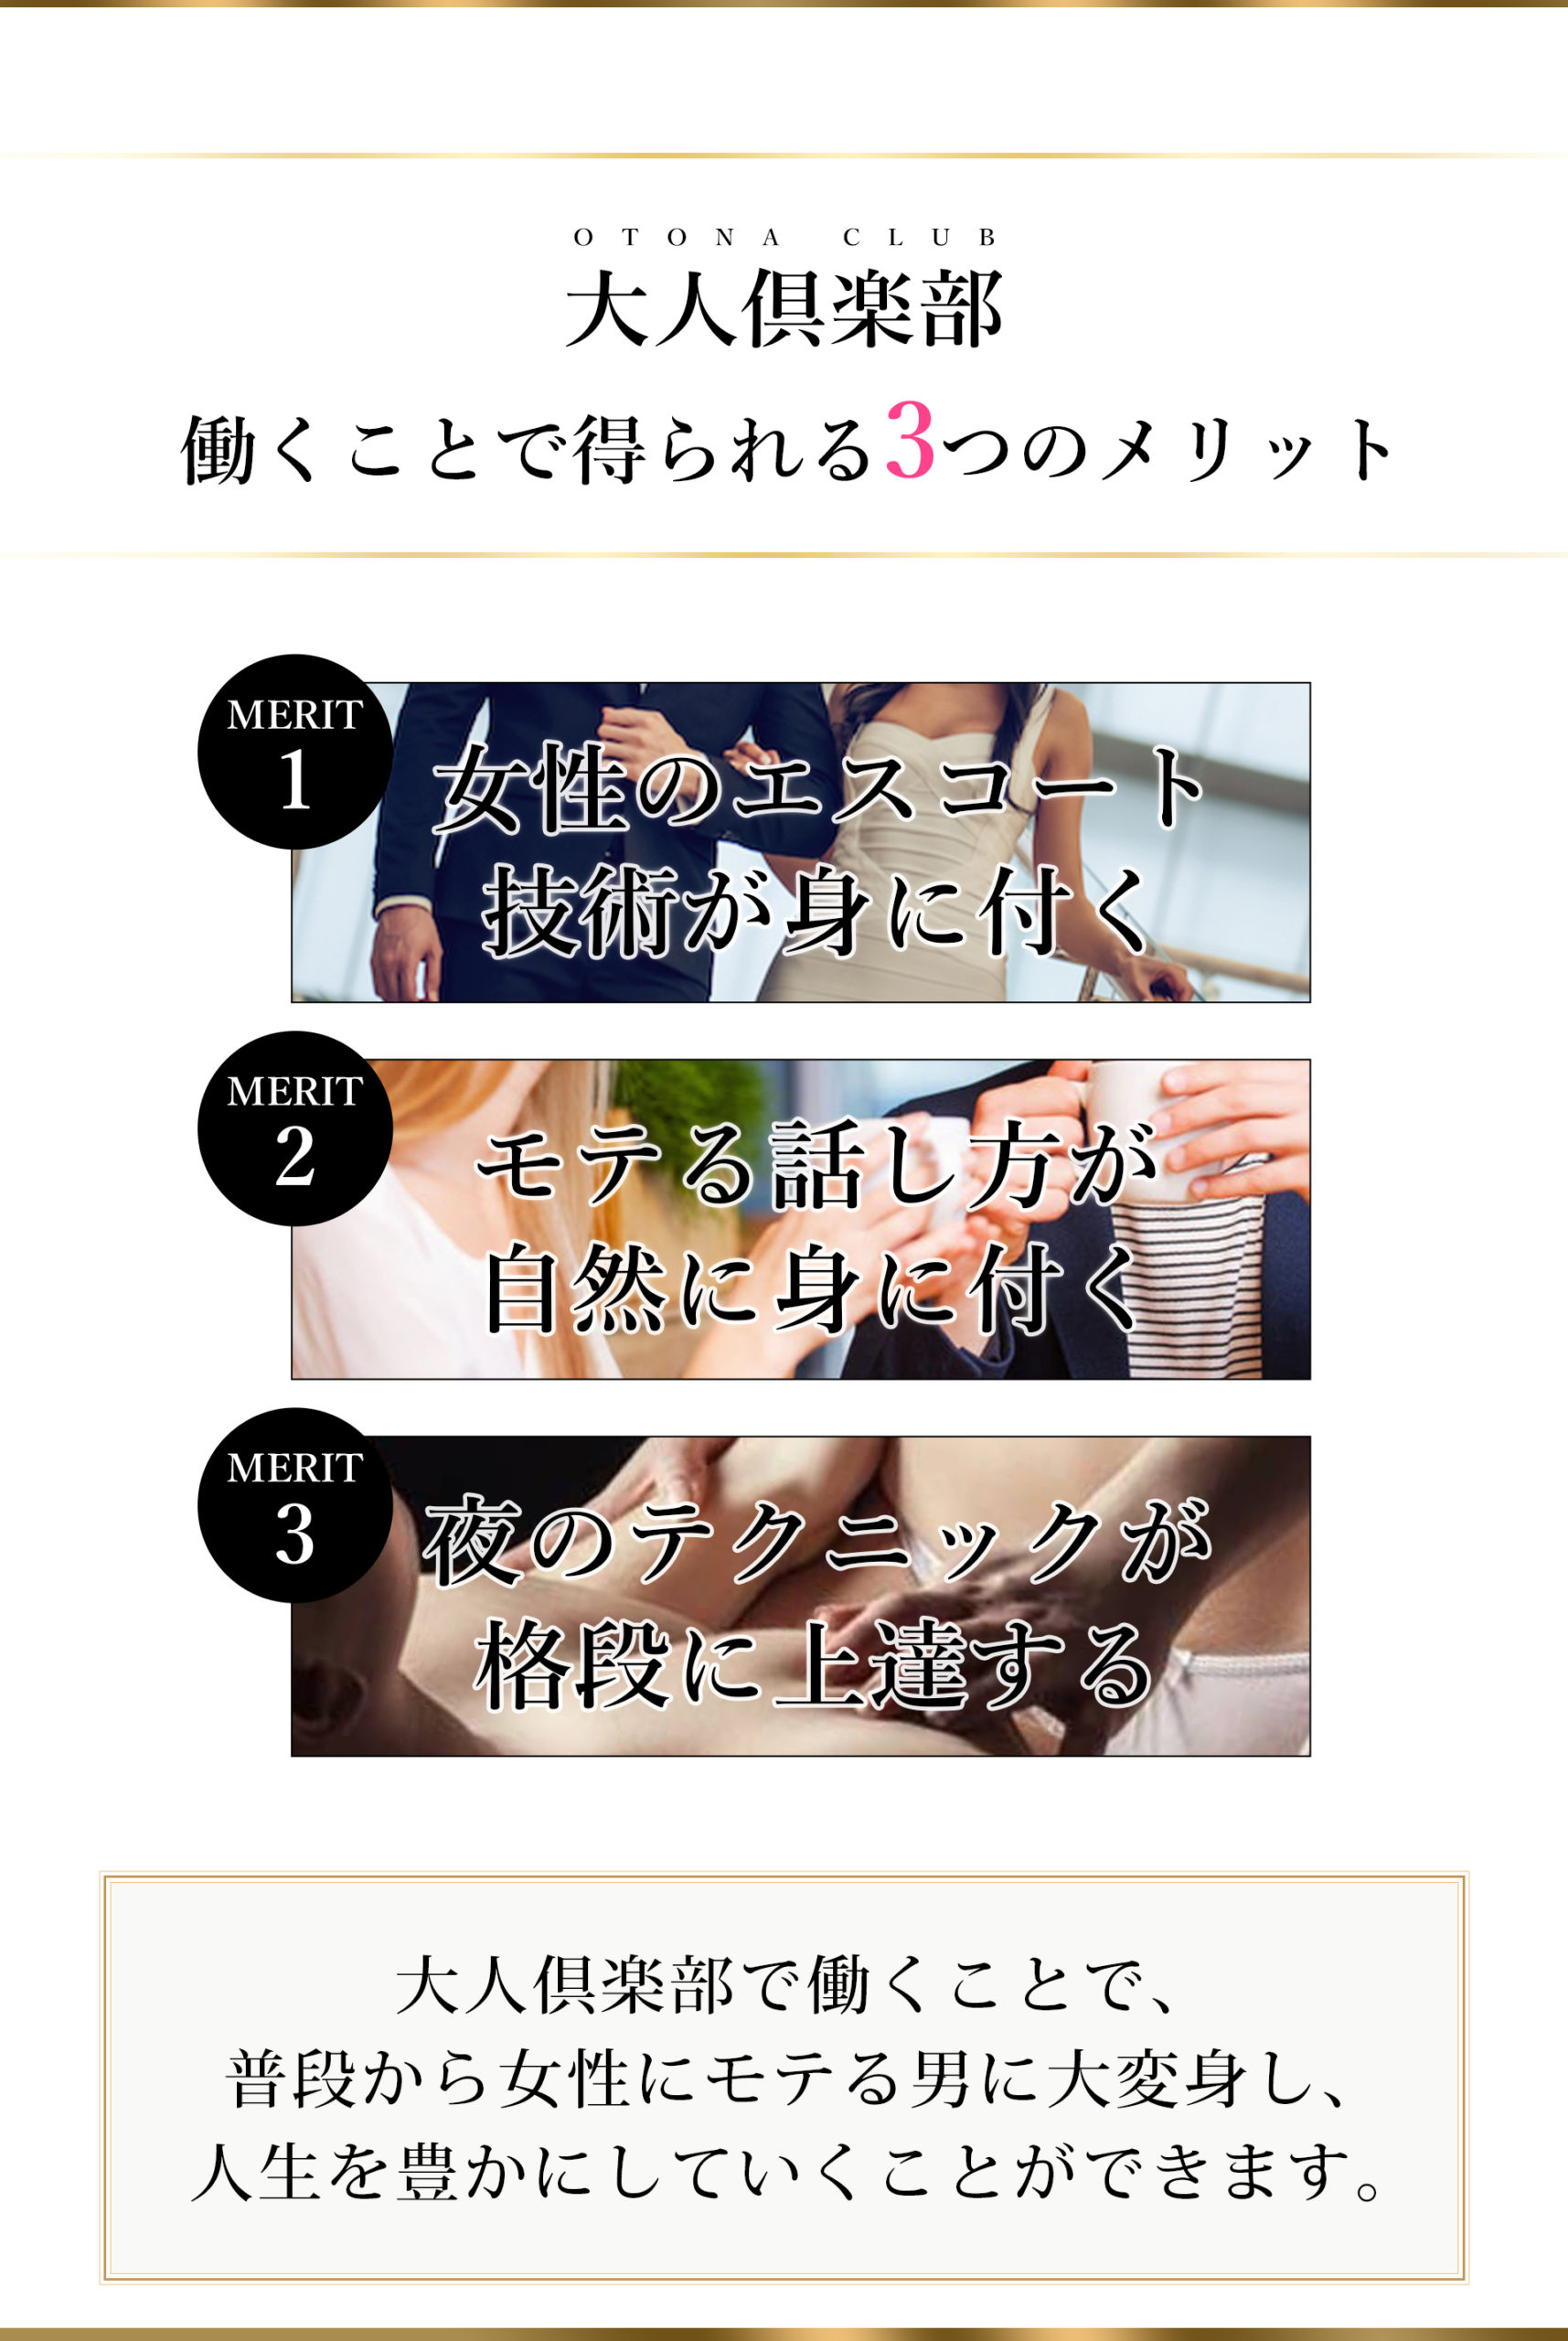 OTONA CLUB
大人倶楽部
働くことで得られる3つのメリット
MERIT
1
女性のエスコート
技術が身に付く
MERIT
2
モテる話し方が
自然に身に付く
MERIT
3
夜のテクニックが
格段に上達する
大人倶楽部で働くことで、
普段から女性にモテる男に大変身し、
人生を豊かにしていくことができます。